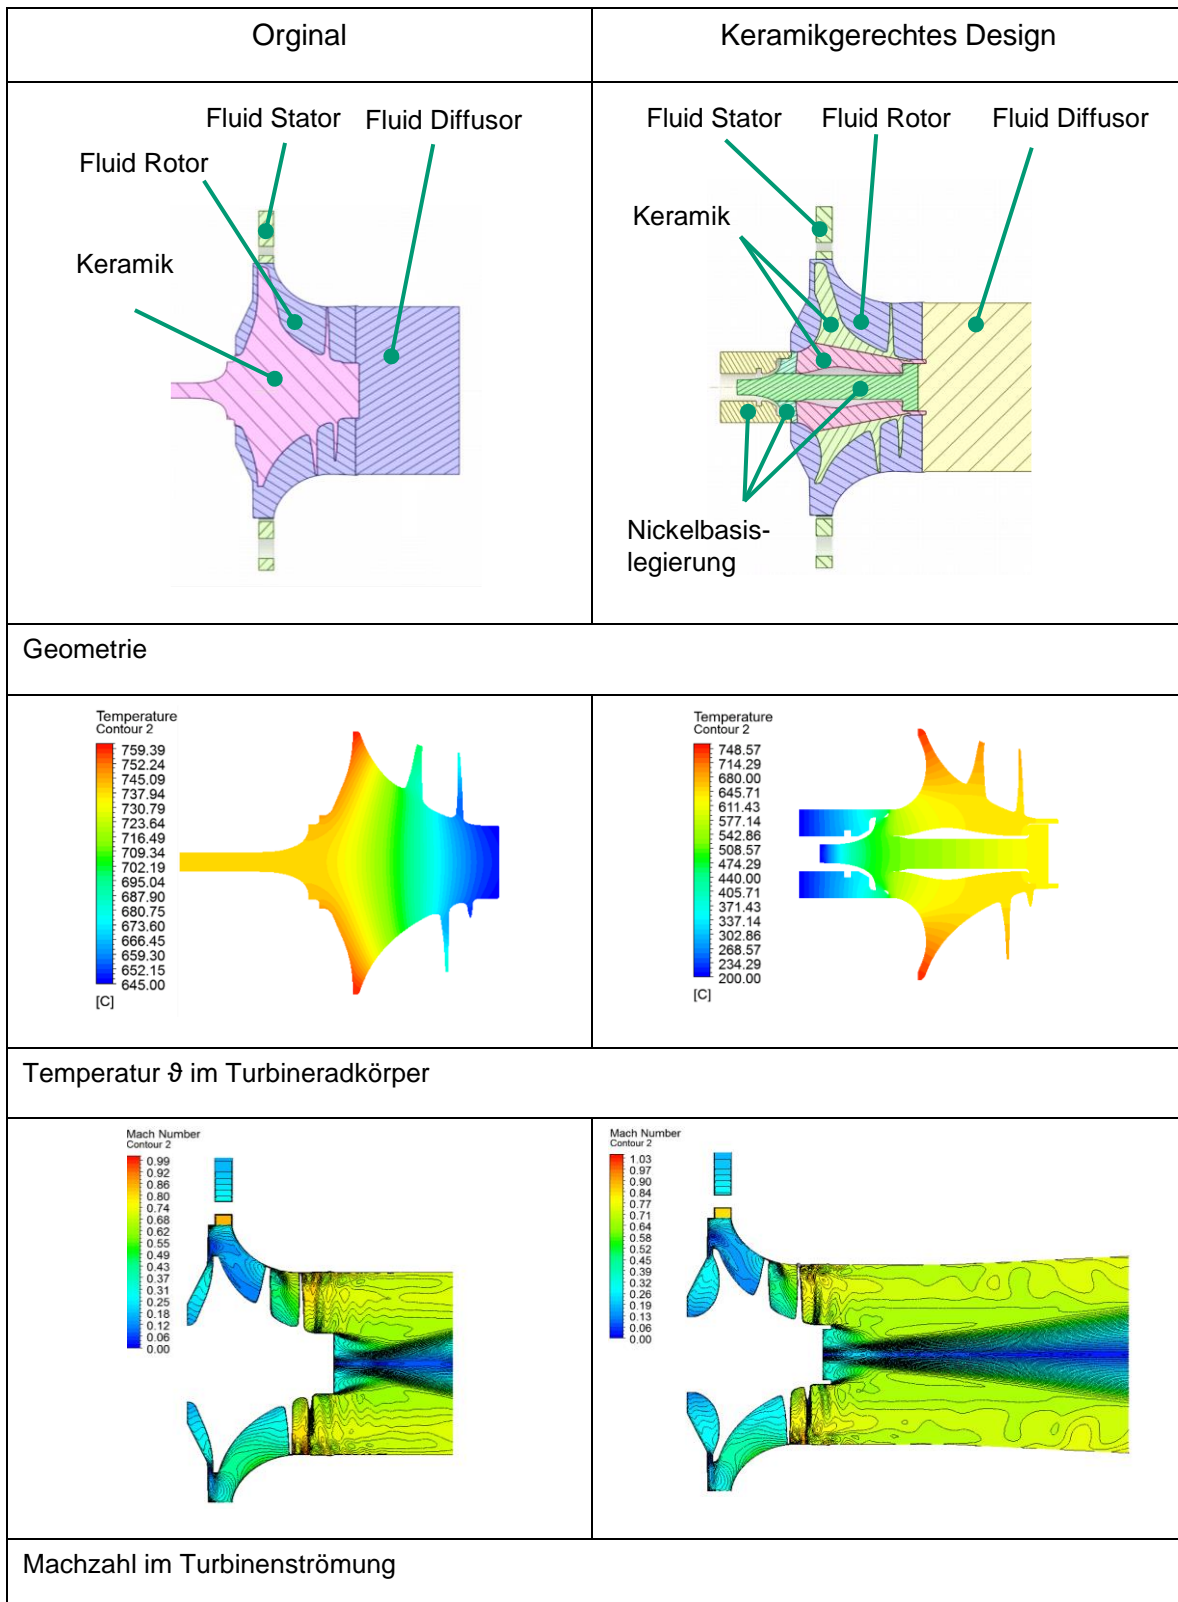 Orginal
Keramikgerechtes Design
Fluid Stator
Fluid Diffusor
Fluid Rotor
Keramik
Fluid Stator
Fluid Rotor
Fluid Diffusor
Keramik
Nickelbasis-
legierung
Geometrie
Temperature
Contour 2
759.39
752.24
745.09
737.94
730.79
723.64
716.49
709.34
702.19
695.04
687.90
680.75
673.60
666.45
659.30
652.15
645.00
[C]
Temperature
Contour 2
748.57
714.29
680.00
645.71
611.43
577.14
542.86
508.57
474.29
440.00
405.71
371.43
337.14
302.86
268.57
234.29
200.00
[C]
Temperatur ϑ im Turbineradkörper
Mach Number
Contour 2
0.99
0.92
0.86
0.80
0.74
0.68
0.62
0.55
0.49
0.43
0.37
0.31
0.25
0.18
0.12
0.06
0.00
Mach Number
Contour 2
1.03
0.97
0.90
0.84
0.77
0.71
0.64
0.58
0.52
0.45
0.39
0.32
0.26
0.19
0.13
0.06
0.00
Machzahl im Turbinenströmung